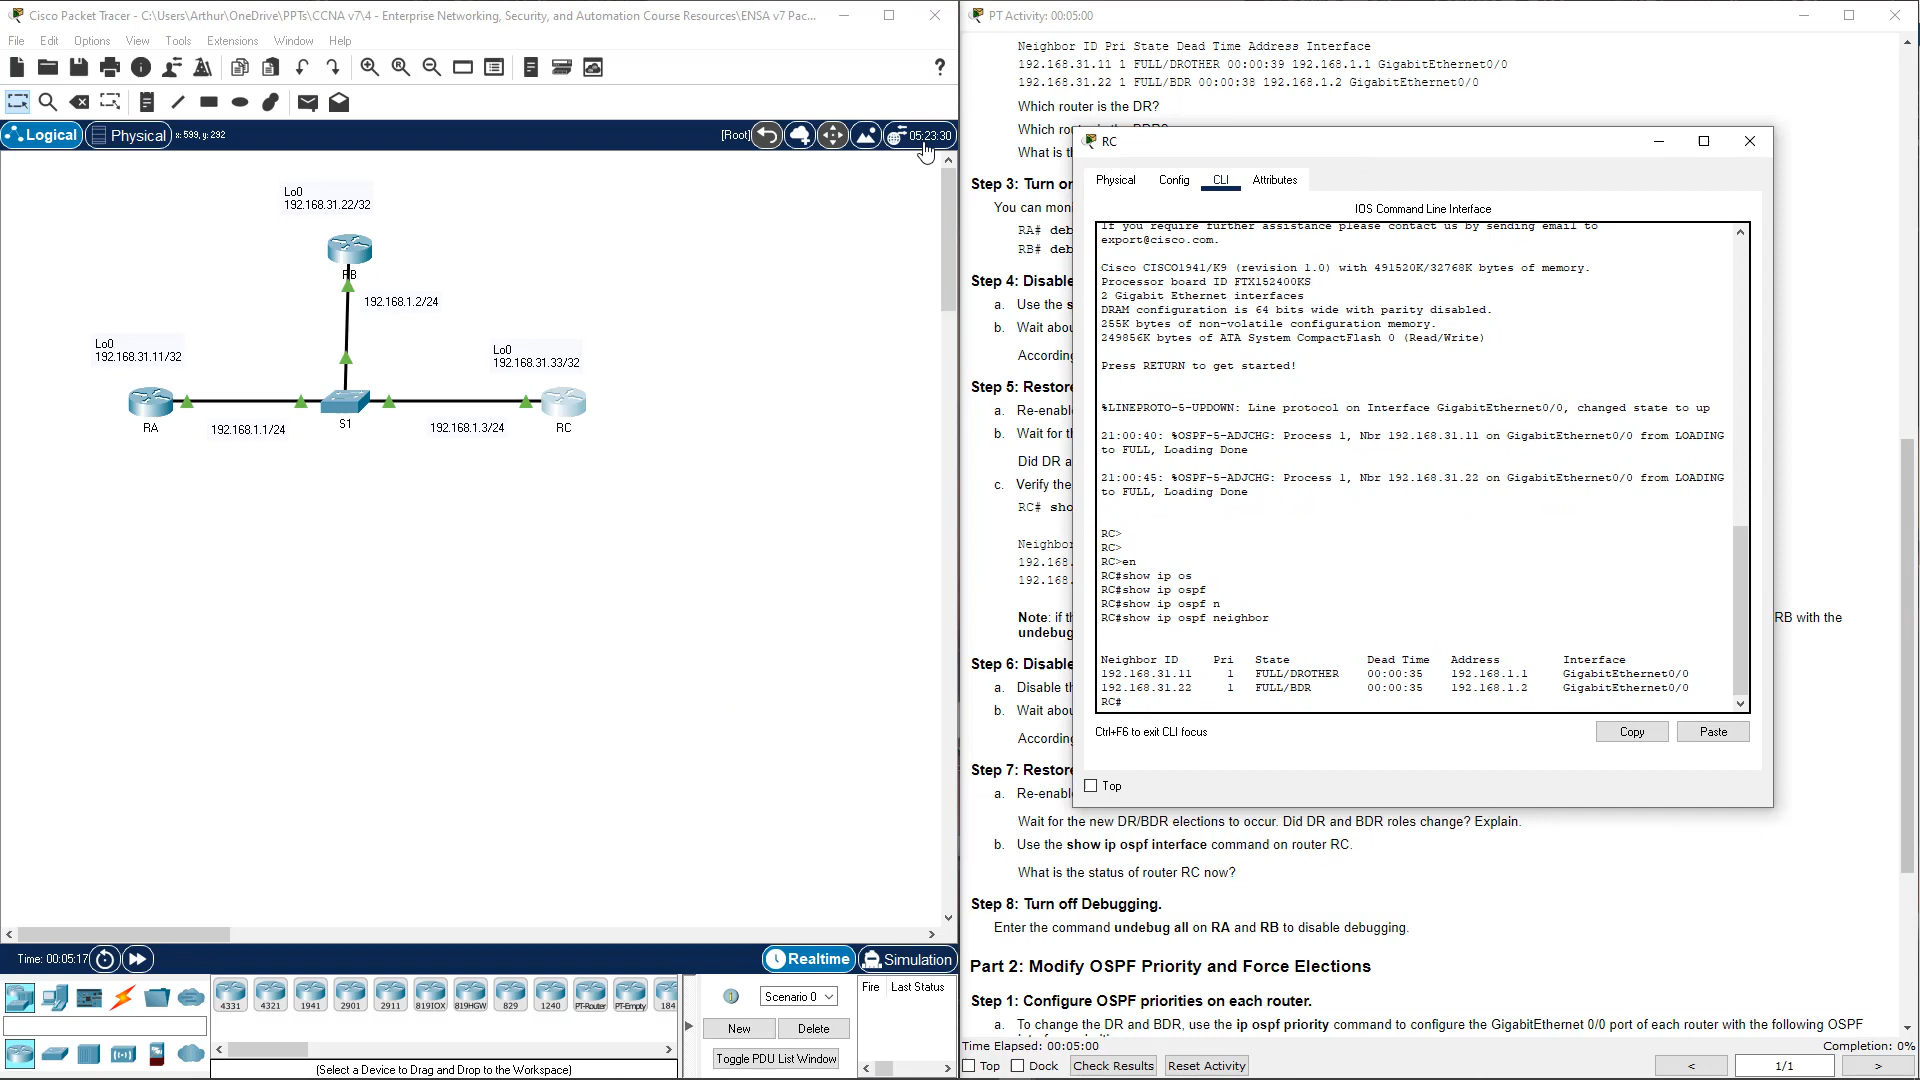 Cisco Packet Tracer - C:\Users\Arthur\OneDrive\PPTs\CCNA v7\4 - Enterprise Networking, Security, and Automation Course Resources\ENSA v7 Pac...
File Edit Options View Tools Extensions Window Help
Logical Physical x: 599, y: 292 [Root] 05:23:30
Lo0
192.168.31.22/32
RB
192.168.1.2/24
Lo0
192.168.31.11/32
Lo0
192.168.31.33/32
RA
192.168.1.1/24
S1
192.168.1.3/24
RC
Time: 00:05:17 Realtime Simulation
4331 4321 1941 2901 2911 819IOX 819HGW 829 1240 PT-Router PT-Empty 184
Scenario 0
Fire Last Status
New Delete
Toggle PDU List Window
(Select a Device to Drag and Drop to the Workspace)
PT Activity: 00:05:00
Neighbor ID Pri State Dead Time Address Interface
192.168.31.11 1 FULL/DROTHER 00:00:39 192.168.1.1 GigabitEthernet0/0
192.168.31.22 1 FULL/BDR 00:00:38 192.168.1.2 GigabitEthernet0/0
Which router is the DR?
What is t
Step 3: Turn o
You can moni
RA# deb
RB# deb
Step 4: Disable
a. Use the s
b. Wait abou
According
Step 5: Restore
a. Re-enabl
b. Wait for t
Did DR a
c. Verify the
RC# sho
Neighbor
192.168.
192.168.
Note: if th
RB with the
undebug
Step 6: Disable
a. Disable t
b. Wait abou
According
Step 7: Restore
a. Re-enabl
Wait for the new DR/BDR elections to occur. Did DR and BDR roles change? Explain.
b. Use the show ip ospf interface command on router RC.
What is the status of router RC now?
Step 8: Turn off Debugging.
Enter the command undebug all on RA and RB to disable debugging.
Part 2: Modify OSPF Priority and Force Elections
Step 1: Configure OSPF priorities on each router.
a. To change the DR and BDR, use the ip ospf priority command to configure the GigabitEthernet 0/0 port of each router with the following OSPF
Time Elapsed: 00:05:00 Completion: 0%
Top Dock Check Results Reset Activity < 1/1 >
RC
Physical Config CLI Attributes
IOS Command Line Interface
If you require further assistance please contact us by sending email to
export@cisco.com.
Cisco CISCO1941/K9 (revision 1.0) with 491520K/32768K bytes of memory.
Processor board ID FTX152400KS
2 Gigabit Ethernet interfaces
DRAM configuration is 64 bits wide with parity disabled.
255K bytes of non-volatile configuration memory.
249856K bytes of ATA System CompactFlash 0 (Read/Write)
Press RETURN to get started!
%LINEPROTO-5-UPDOWN: Line protocol on Interface GigabitEthernet0/0, changed state to up
21:00:40: %OSPF-5-ADJCHG: Process 1, Nbr 192.168.31.11 on GigabitEthernet0/0 from LOADING
to FULL, Loading Done
21:00:45: %OSPF-5-ADJCHG: Process 1, Nbr 192.168.31.22 on GigabitEthernet0/0 from LOADING
to FULL, Loading Done
RC>
RC>
RC>en
RC#show ip os
RC#show ip ospf
RC#show ip ospf n
RC#show ip ospf neighbor
Neighbor ID Pri State Dead Time Address Interface
192.168.31.11 1 FULL/DROTHER 00:00:35 192.168.1.1 GigabitEthernet0/0
192.168.31.22 1 FULL/BDR 00:00:35 192.168.1.2 GigabitEthernet0/0
RC#
Ctrl+F6 to exit CLI focus
Copy Paste
Top